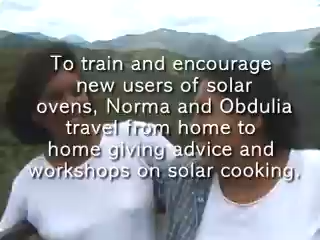 To train and encourage
new users of solar
ovens, Norma and Obdulia
travel from home to
home giving advice and
workshops on solar cooking.